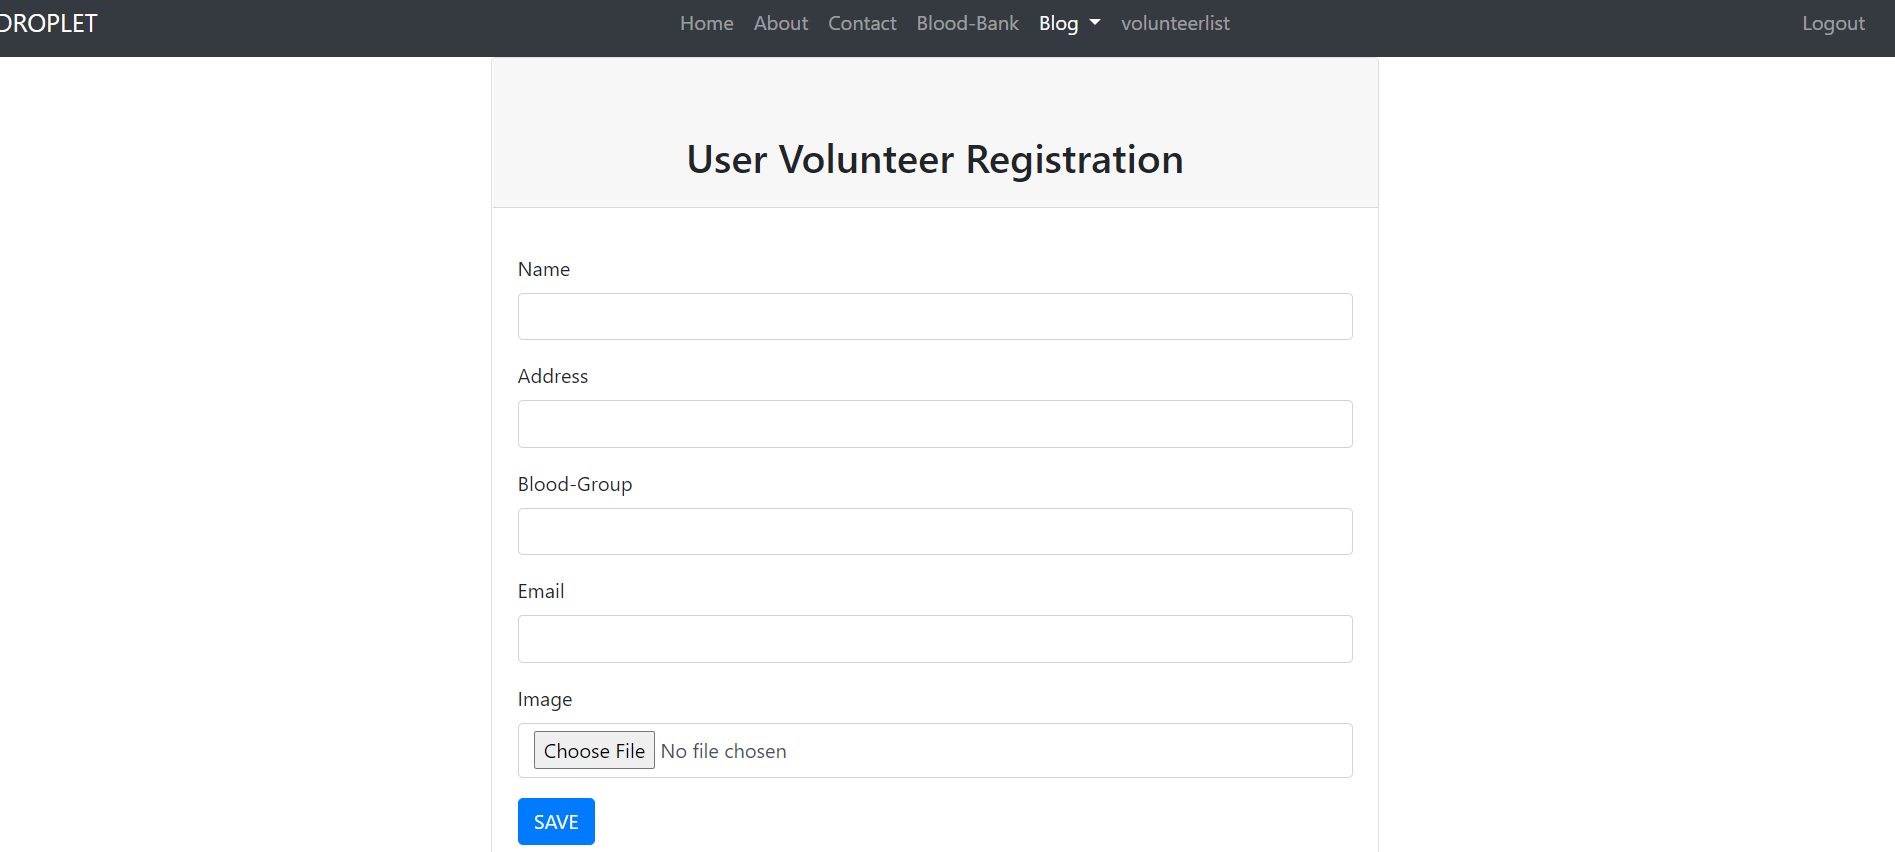 DROPLET Home About Contact Blood-Bank Blog volunteerlist Logout
User Volunteer Registration
Name
Address
Blood-Group
Email
Image
Choose File No file chosen
SAVE